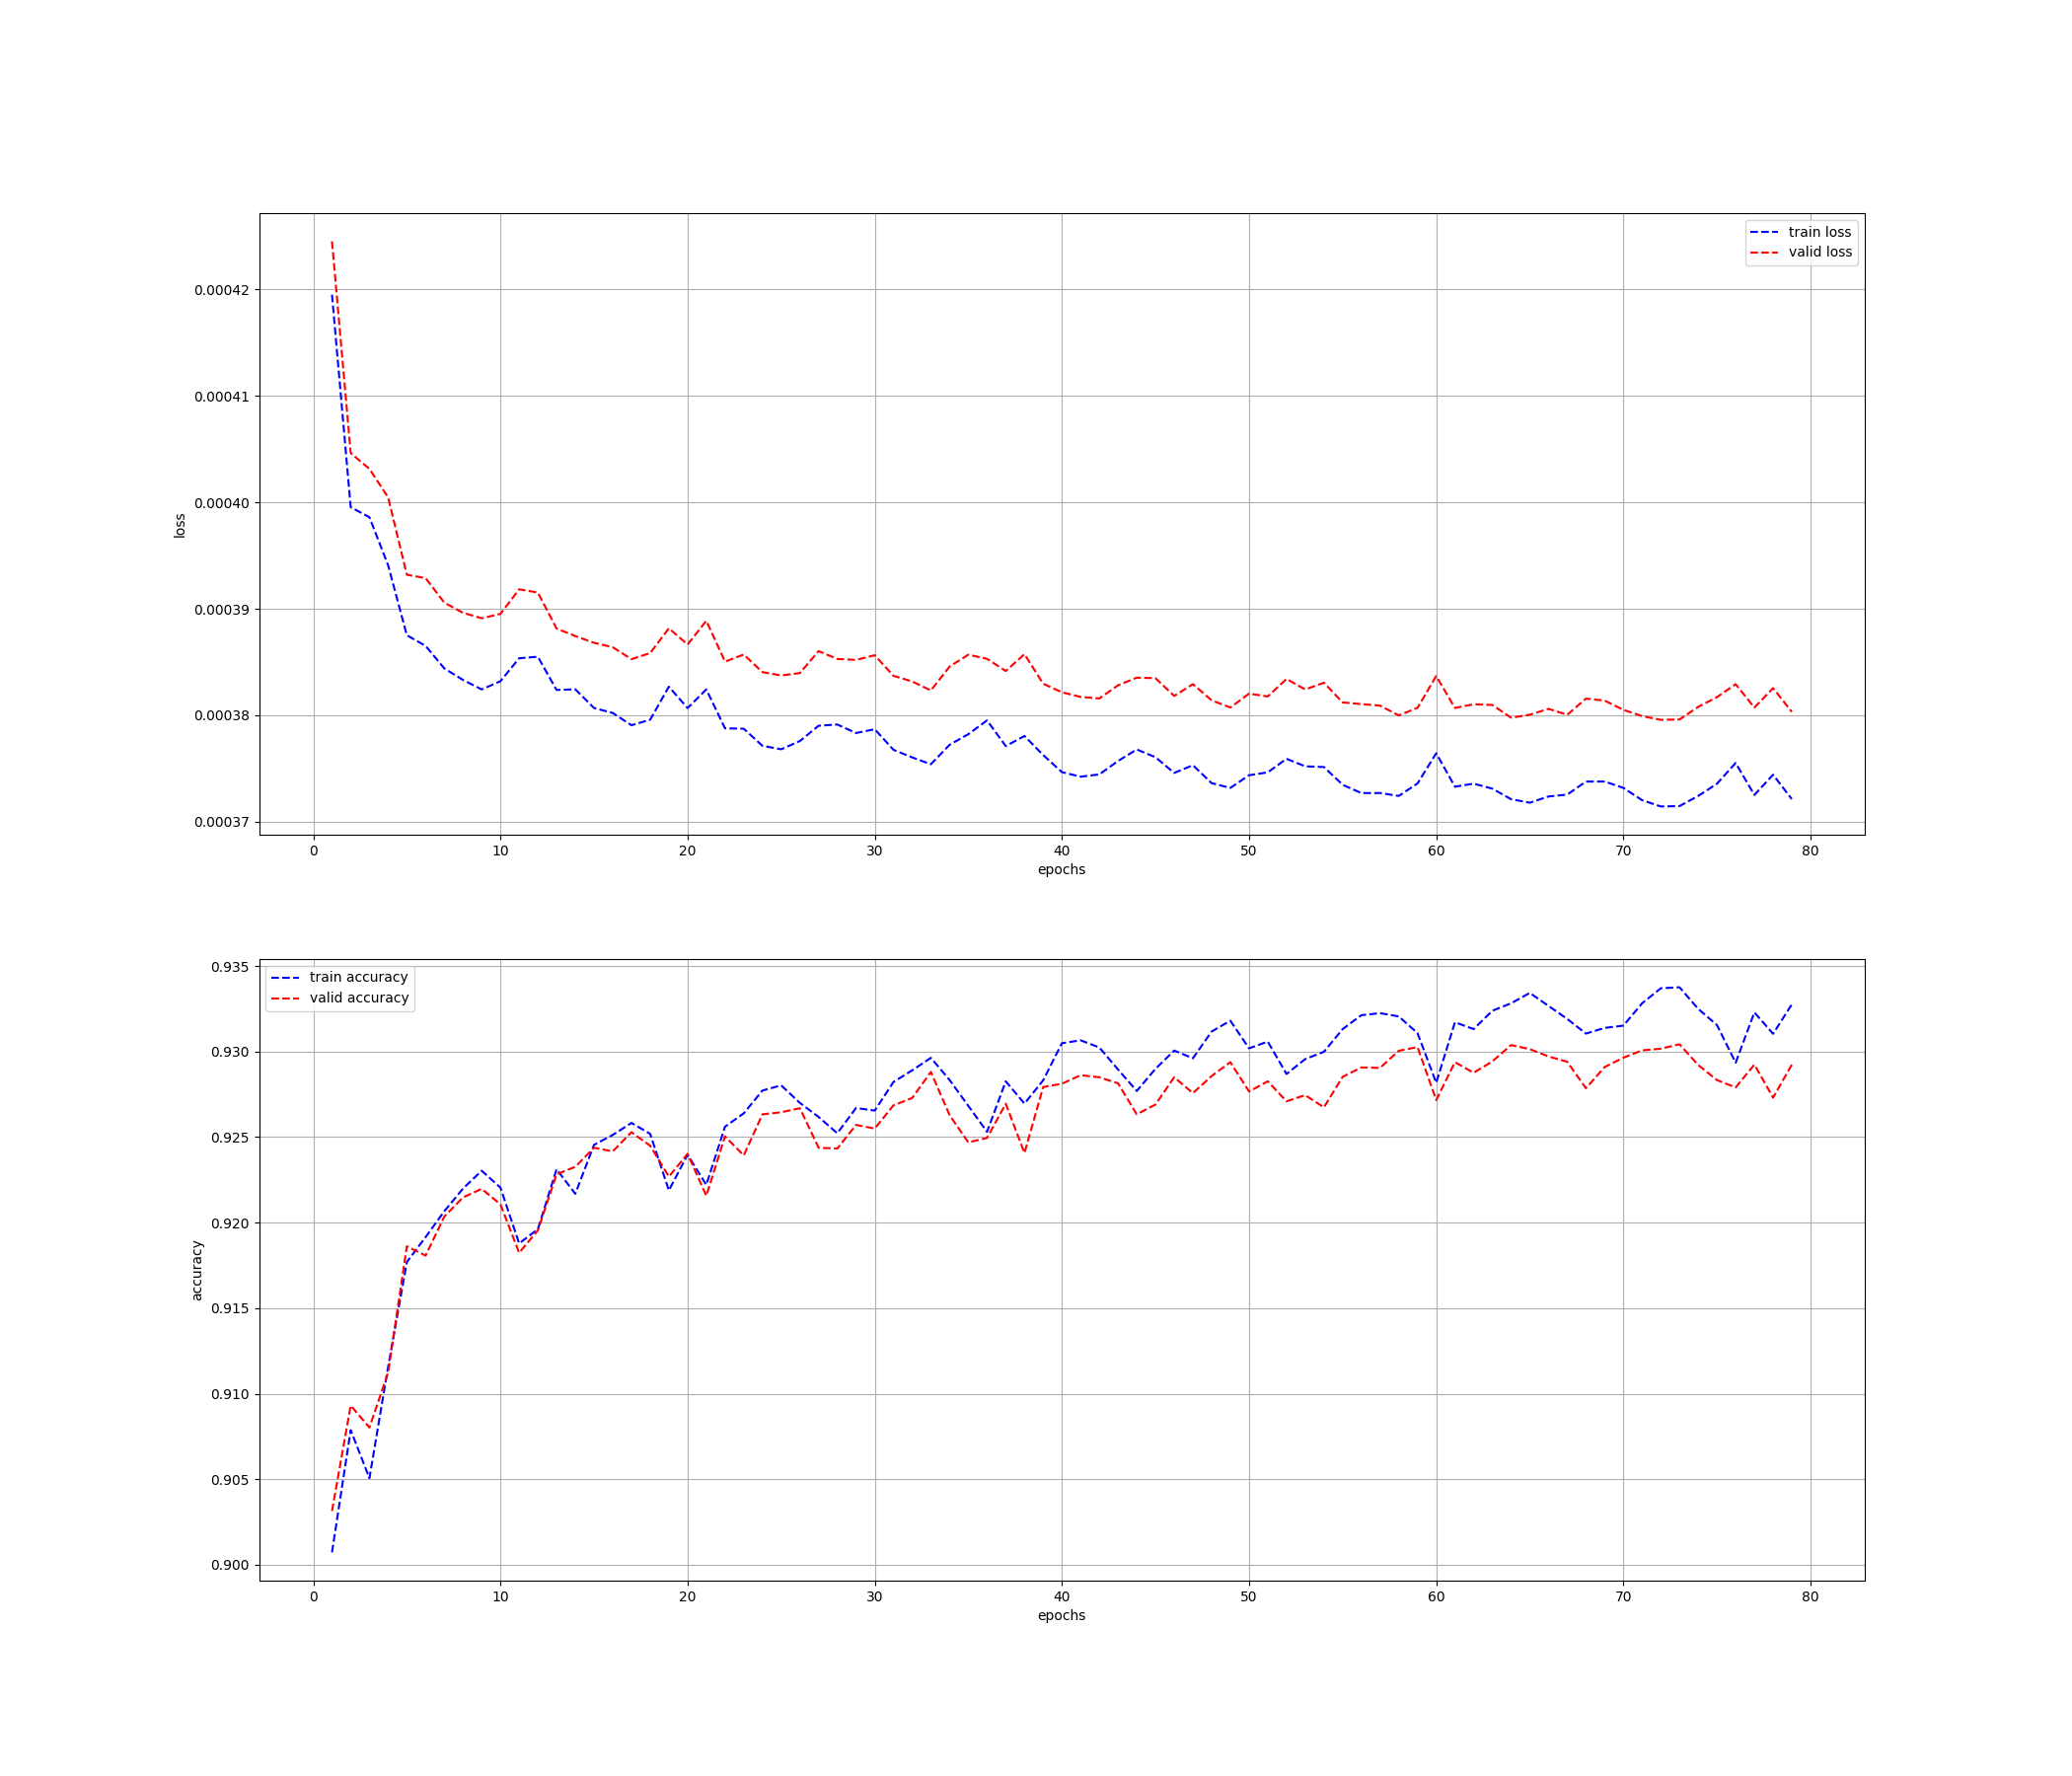 train loss
valid loss
0.00042
0.00041
0.00040
0.00039
0.00038
0.00037
loss
0 10 20 30 40 50 60 70 80
epochs
train accuracy
valid accuracy
0.935
0.930
0.925
0.920
0.915
0.910
0.905
0.900
accuracy
0 10 20 30 40 50 60 70 80
epochs